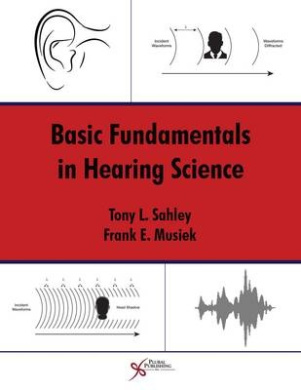 Incident
Waveforms
λ
Waveforms
Diffracted
Basic Fundamentals
in Hearing Science
Tony L. Sahley
Frank E. Musiek
Incident
Waveforms
Head Shadow
PLURAL
PUBLISHING